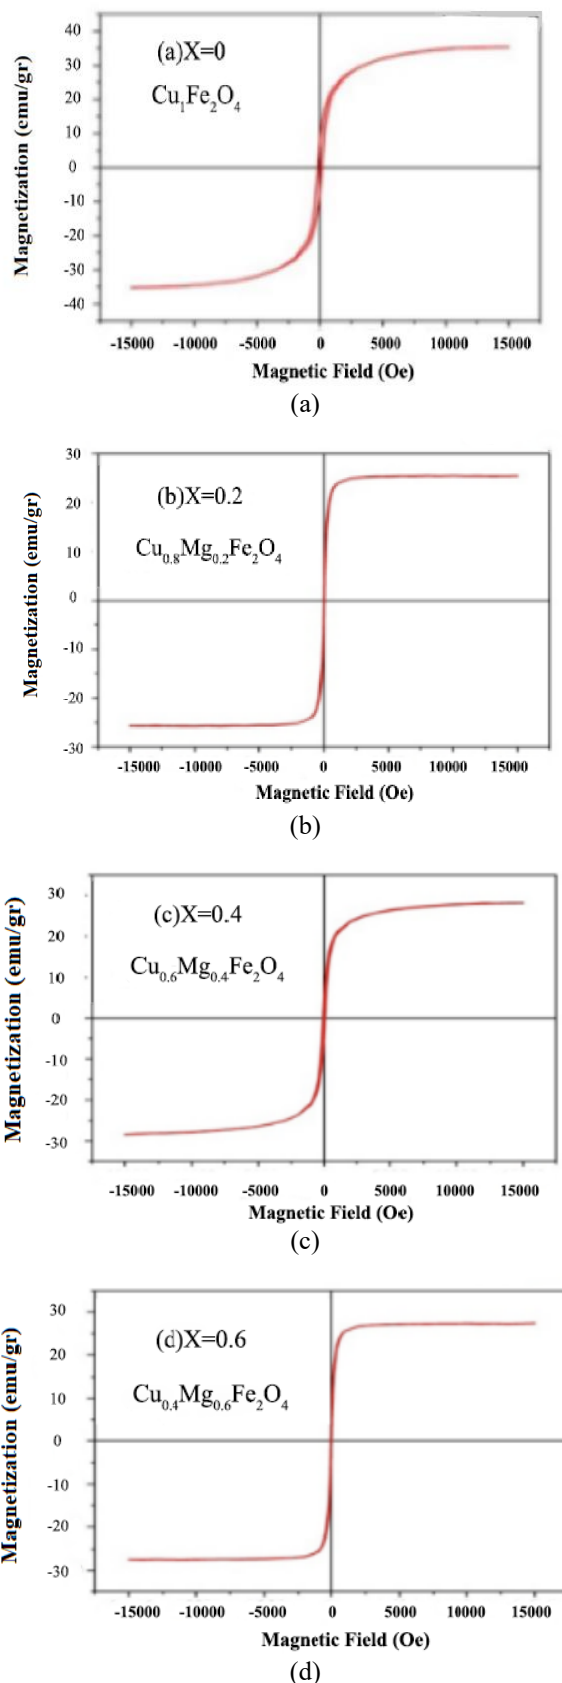 Magnetization (emu/gr)
40
30
20
10
0
-10
-20
-30
-40
(a)X=0
Cu₁Fe₂O₄
-15000 -10000 -5000 0 5000 10000 15000
Magnetic Field (Oe)
(a)
Magnetization (emu/gr)
30
20
10
0
-10
-20
-30
(b)X=0.2
Cu₀.₈Mg₀.₂Fe₂O₄
-15000 -10000 -5000 0 5000 10000 15000
Magnetic Field (Oe)
(b)
Magnetization (emu/gr)
30
20
10
0
-10
-20
-30
(c)X=0.4
Cu₀.₆Mg₀.₄Fe₂O₄
-15000 -10000 -5000 0 5000 10000 15000
Magnetic Field (Oe)
(c)
Magnetization (emu/gr)
30
20
10
0
-10
-20
-30
(d)X=0.6
Cu₀.₄Mg₀.₆Fe₂O₄
-15000 -10000 -5000 0 5000 10000 15000
Magnetic Field (Oe)
(d)